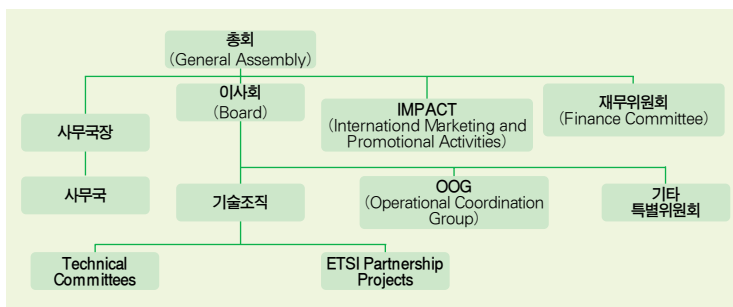 총회
(General Assembly)
이사회
(Board)
IMPACT
(Internationd Marketing and
Promotional Activities)
재무위원회
(Finance Committee)
사무국장
사무국
기술조직
OOG
(Operational Coordination
Group)
기타
특별위원회
Technical
Committees
ETSI Partnership
Projects